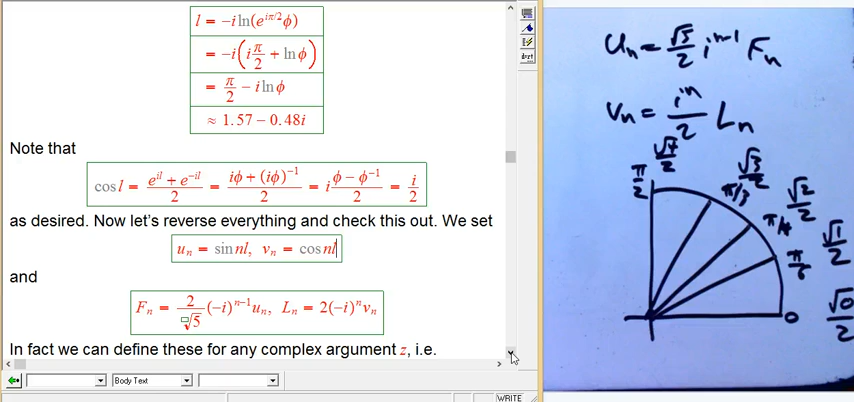 l = −i ln(e^{iπ/2}ϕ)
= −i(i π/2 + ln ϕ)
= π/2 − i ln ϕ
≈ 1.57 − 0.48i
Note that
cos l = (e^{il} + e^{−il})/2 = (iϕ + (iϕ)^{−1})/2 = i (ϕ − ϕ^{−1})/2 = i/2
as desired. Now let's reverse everything and check this out. We set
u_n = sin nl, v_n = cos nl
and
F_n = 2/√5 (−i)^{n−1} u_n, L_n = 2(−i)^n v_n
In fact we can define these for any complex argument z, i.e.
Body Text
WRITE
u_n = √5/2 i^{n−1} F_n
v_n = i^n/2 L_n
π/2 √4/2
π/3 √3/2
π/4 √2/2
π/6 √1/2
0 √0/2